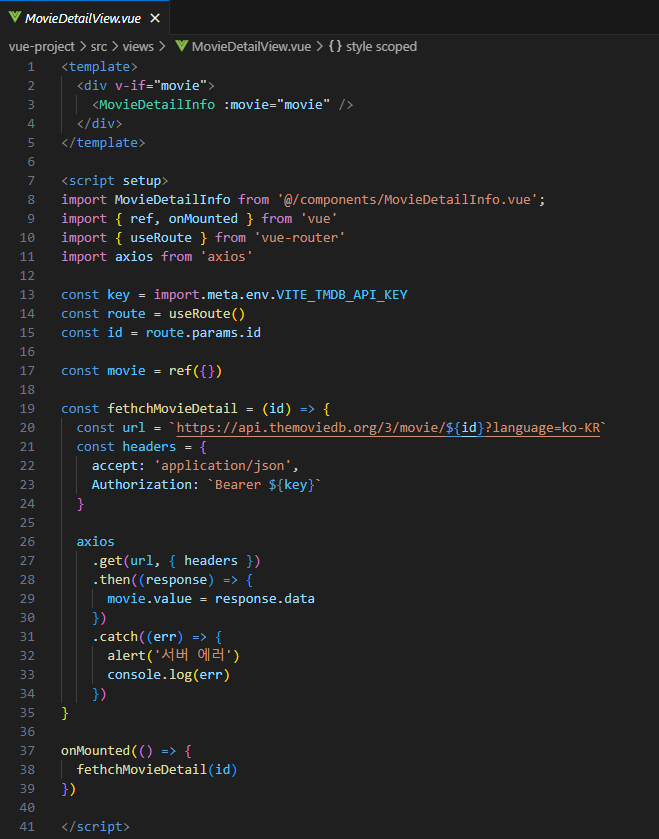 MovieDetailView.vue
vue-project > src > views > MovieDetailView.vue > {} style scoped
1 <template>
2 <div v-if="movie">
3 <MovieDetailInfo :movie="movie" />
4 </div>
5 </template>
6
7 <script setup>
8 import MovieDetailInfo from '@/components/MovieDetailInfo.vue';
9 import { ref, onMounted } from 'vue'
10 import { useRoute } from 'vue-router'
11 import axios from 'axios'
12
13 const key = import.meta.env.VITE_TMDB_API_KEY
14 const route = useRoute()
15 const id = route.params.id
16
17 const movie = ref({})
18
19 const fethchMovieDetail = (id) => {
20 const url = `https://api.themoviedb.org/3/movie/${id}?language=ko-KR`
21 const headers = {
22 accept: 'application/json',
23 Authorization: `Bearer ${key}`
24 }
25
26 axios
27 .get(url, { headers })
28 .then((response) => {
29 movie.value = response.data
30 })
31 .catch((err) => {
32 alert('서버 에러')
33 console.log(err)
34 })
35 }
36
37 onMounted(() => {
38 fethchMovieDetail(id)
39 })
40
41 </script>